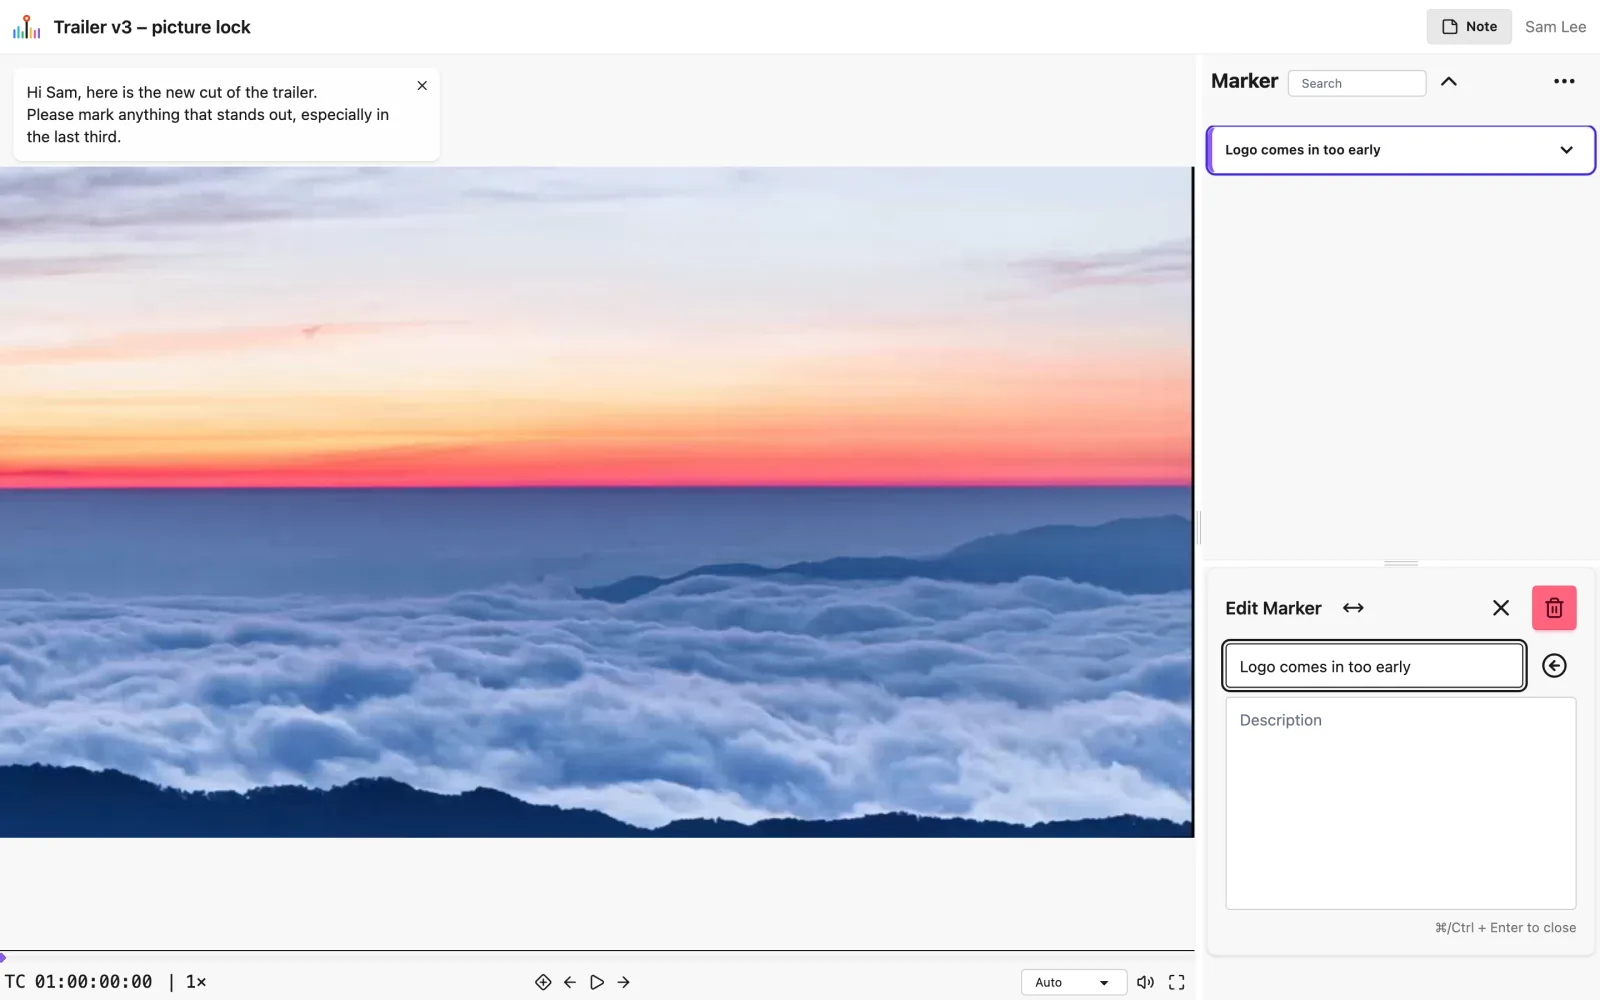 Trailer v3 – picture lock
Note
Sam Lee
Hi Sam, here is the new cut of the trailer.
Please mark anything that stands out, especially in
the last third.
Marker
Search
Logo comes in too early
Edit Marker
Logo comes in too early
Description
⌘/Ctrl + Enter to close
TC 01:00:00:00 | 1×
Auto